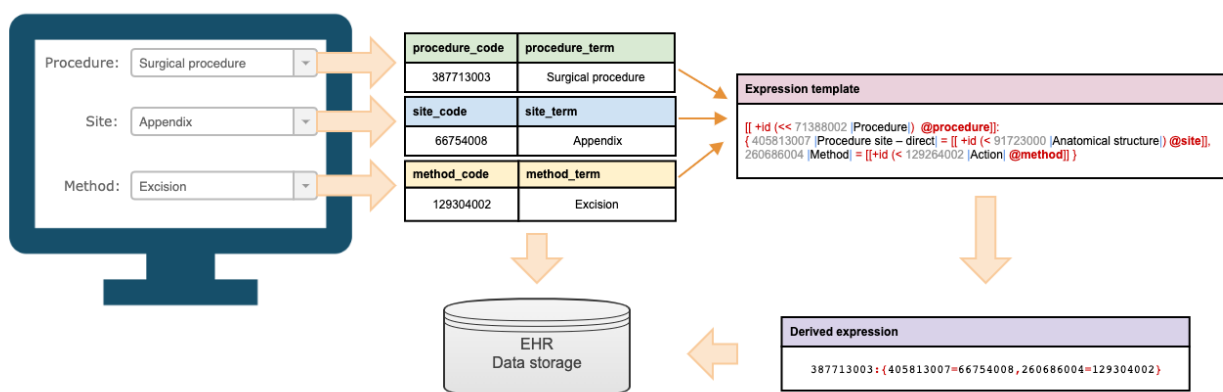 Procedure: Surgical procedure
Site: Appendix
Method: Excision
procedure_code procedure_term
387713003 Surgical procedure
site_code site_term
66754008 Appendix
method_code method_term
129304002 Excision
Expression template
[[ +id (<< 71388002 |Procedure|) @procedure]]:
{ 405813007 |Procedure site – direct| = [[ +id (< 91723000 |Anatomical structure|) @site]],
260686004 |Method| = [[+id (< 129264002 |Action| @method]] }
EHR
Data storage
Derived expression
387713003:{405813007=66754008,260686004=129304002}